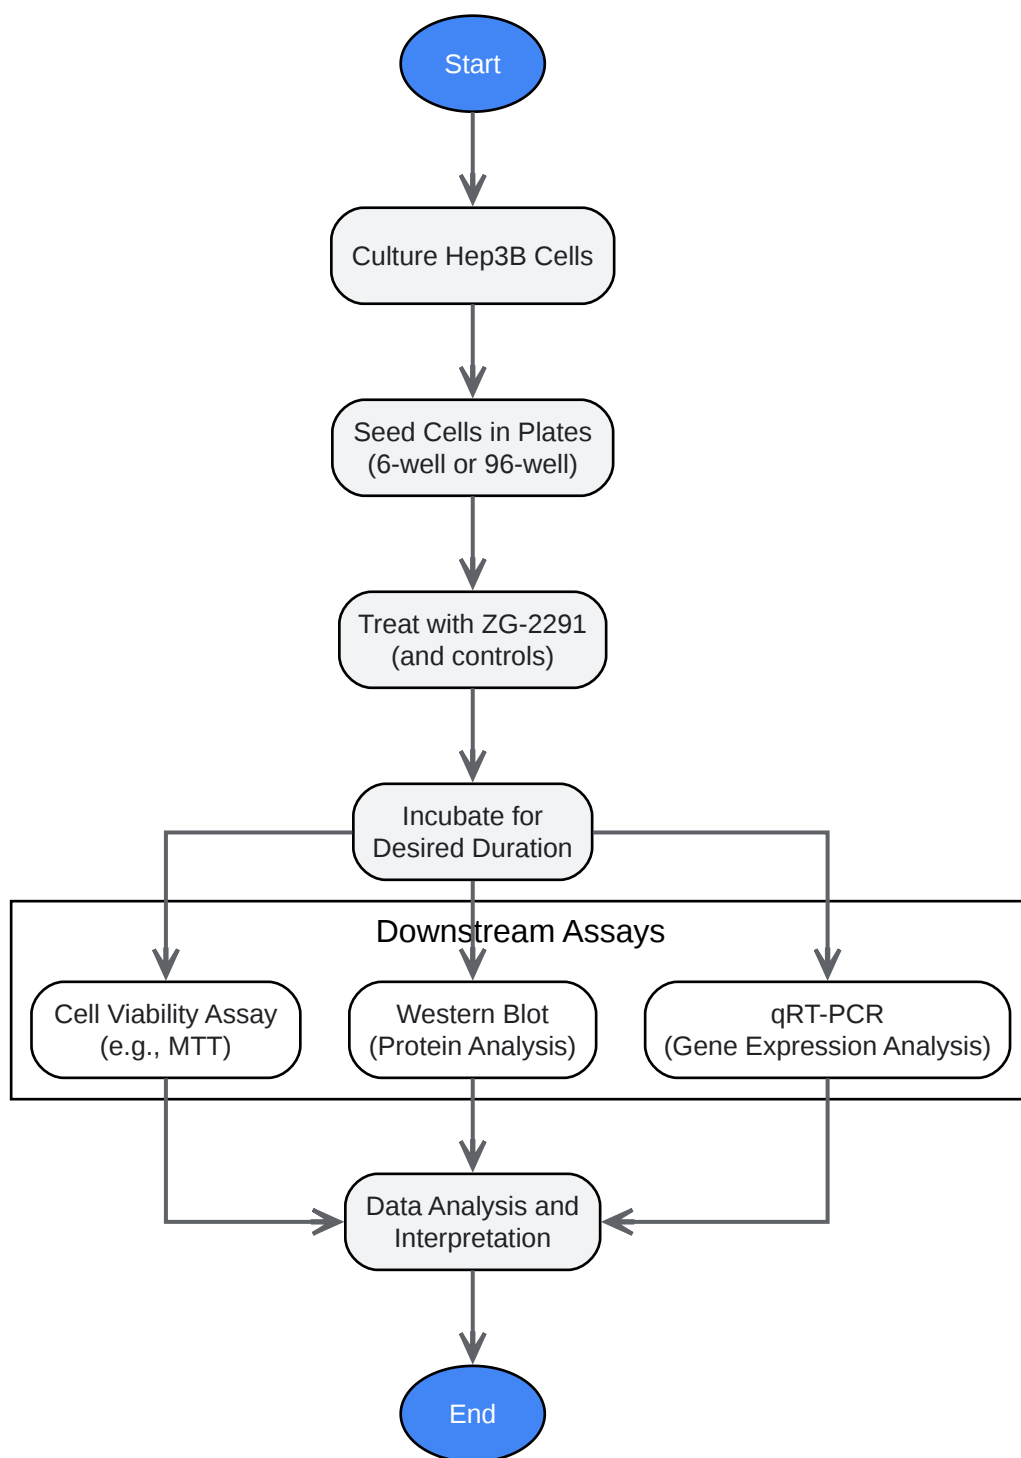 Start
Culture Hep3B Cells
Seed Cells in Plates
(6-well or 96-well)
Treat with ZG-2291
(and controls)
Incubate for
Desired Duration
Downstream Assays
Cell Viability Assay
(e.g., MTT)
Western Blot
(Protein Analysis)
qRT-PCR
(Gene Expression Analysis)
Data Analysis and
Interpretation
End